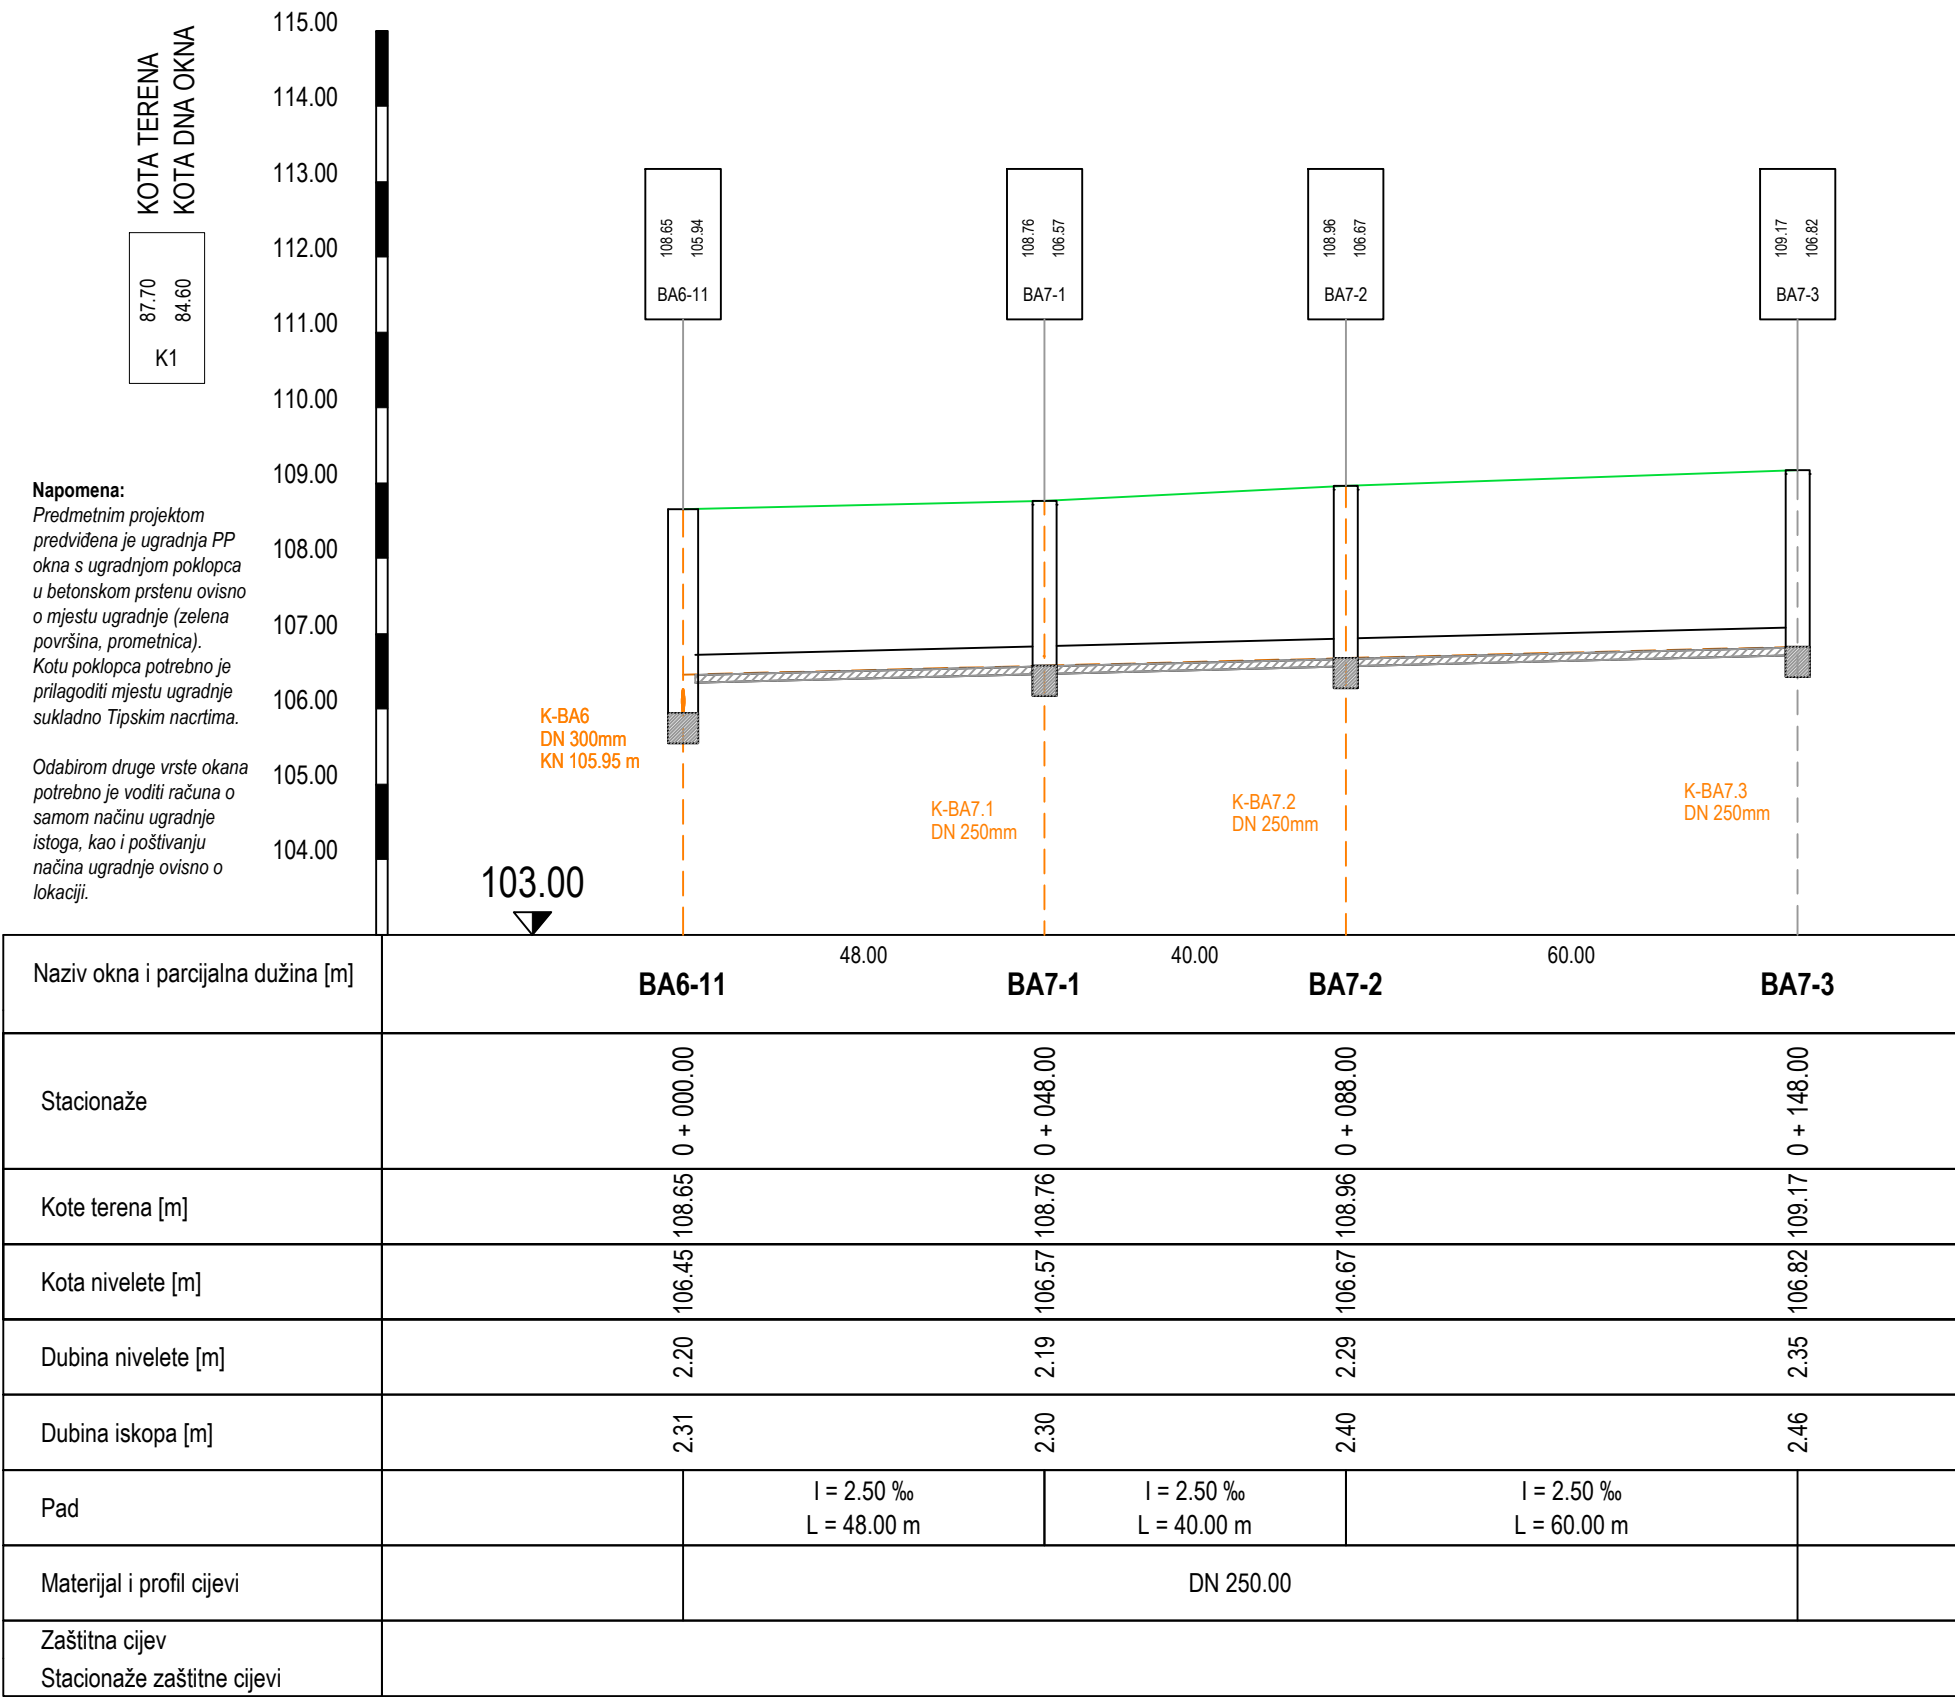 115.00
114.00
113.00
112.00
111.00
110.00
109.00
108.00
107.00
106.00
105.00
104.00
KOTA TERENA
KOTA DNA OKNA
87.70
84.60
K1
Napomena:
Predmetnim projektom
predviđena je ugradnja PP
okna s ugradnjom poklopca
u betonskom prstenu ovisno
o mjestu ugradnje (zelena
površina, prometnica).
Kotu poklopca potrebno je
prilagoditi mjestu ugradnje
sukladno Tipskim nacrtima.
Odabirom druge vrste okana
potrebno je voditi računa o
samom načinu ugradnje
istoga, kao i poštivanju
načina ugradnje ovisno o
lokaciji.
108.65
105.94
BA6-11
108.76
106.57
BA7-1
108.96
106.67
BA7-2
109.17
106.82
BA7-3
K-BA6
DN 300mm
KN 105.95 m
K-BA7.1
DN 250mm
K-BA7.2
DN 250mm
K-BA7.3
DN 250mm
103.00
Naziv okna i parcijalna dužina [m]
48.00 40.00 60.00
BA6-11 BA7-1 BA7-2 BA7-3
Stacionaže
0 + 000.00 0 + 048.00 0 + 088.00 0 + 148.00
Kote terena [m]
108.65 108.76 108.96 109.17
Kota nivelete [m]
106.45 106.57 106.67 106.82
Dubina nivelete [m]
2.20 2.19 2.29 2.35
Dubina iskopa [m]
2.31 2.30 2.40 2.46
Pad
I = 2.50 ‰ I = 2.50 ‰ I = 2.50 ‰
L = 48.00 m L = 40.00 m L = 60.00 m
Materijal i profil cijevi
DN 250.00
Zaštitna cijev
Stacionaže zaštitne cijevi